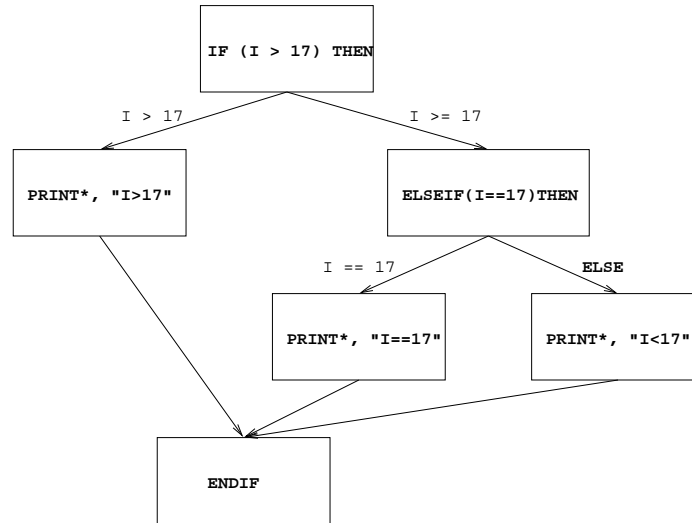 IF (I > 17) THEN
I > 17
I >= 17
PRINT*, "I>17"
ELSEIF(I==17)THEN
I == 17
ELSE
PRINT*, "I==17"
PRINT*, "I<17"
ENDIF